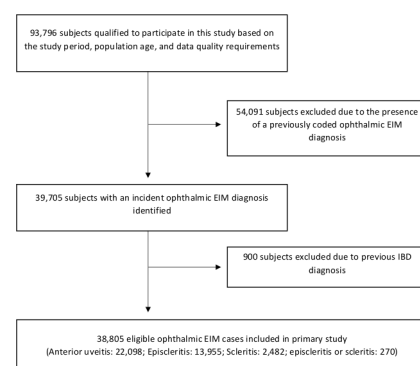 93,796 subjects qualified to participate in this study based on
the study period, population age, and data quality requirements
54,091 subjects excluded due to the presence
of a previously coded ophthalmic EIM
diagnosis
39,705 subjects with an incident ophthalmic EIM diagnosis
identified
900 subjects excluded due to previous IBD
diagnosis
38,805 eligible ophthalmic EIM cases included in primary study
(Anterior uveitis: 22,098; Episcleritis: 13,955; Scleritis: 2,482; episcleritis or scleritis: 270)